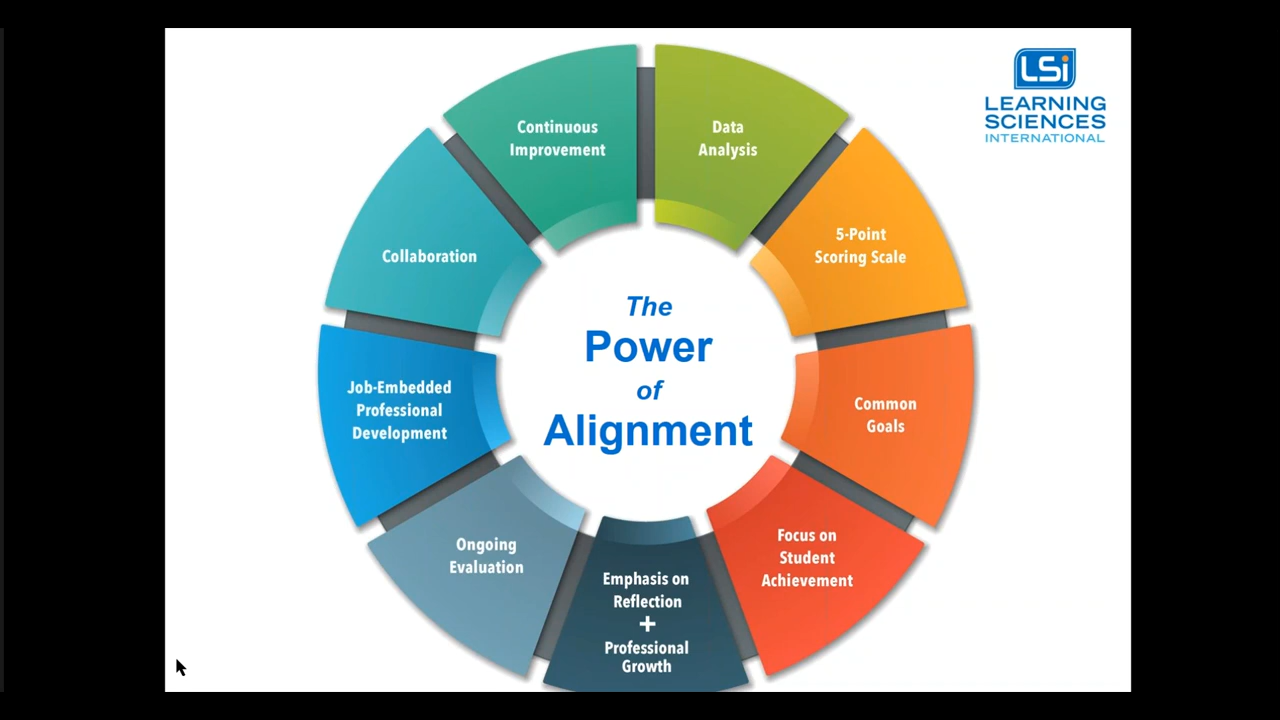 LSi
LEARNING
SCIENCES
INTERNATIONAL
The
Power
of
Alignment
Data
Analysis
5-Point
Scoring Scale
Common
Goals
Focus on
Student
Achievement
Emphasis on
Reflection
+
Professional
Growth
Ongoing
Evaluation
Job-Embedded
Professional
Development
Collaboration
Continuous
Improvement